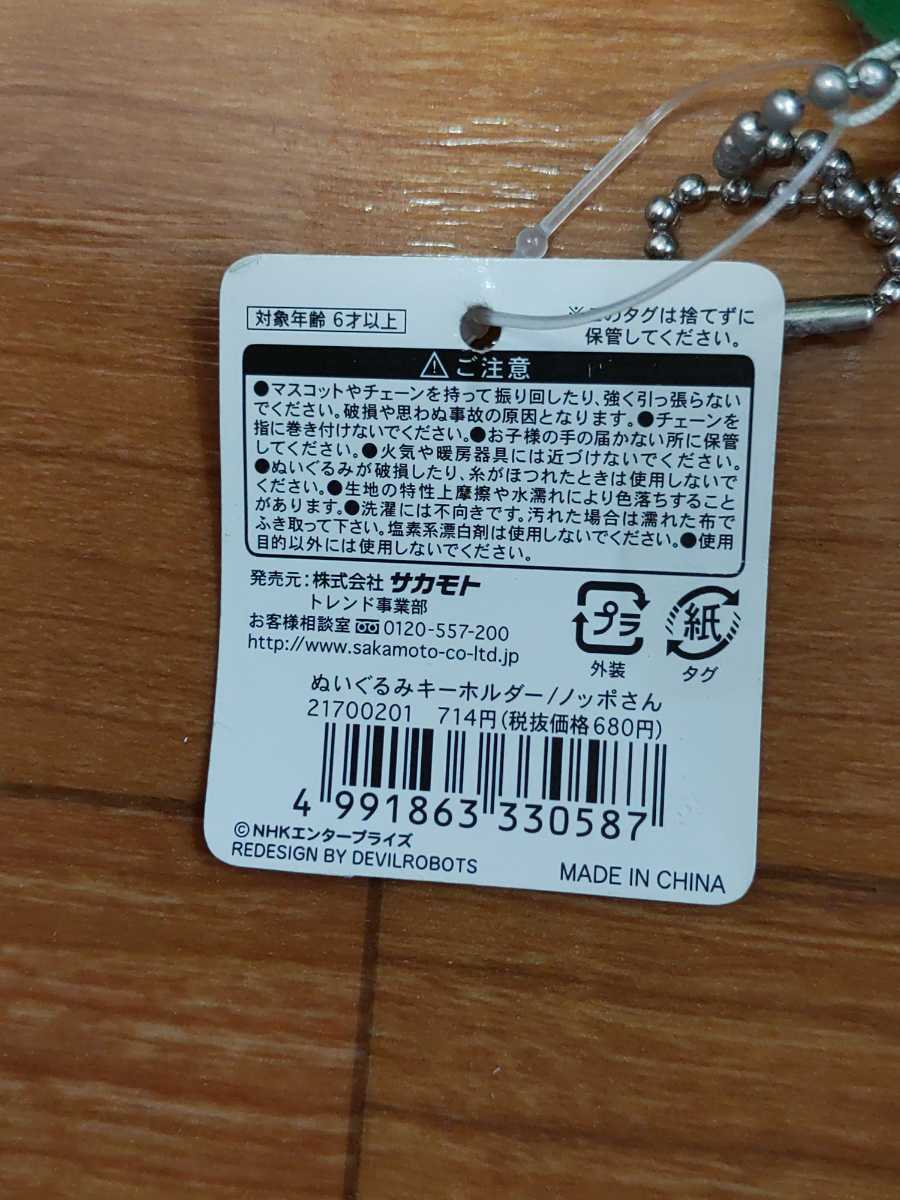 対象年齢 6才以上
※このタグは捨てずに
保管してください。
⚠ ご注意
●マスコットやチェーンを持って振り回したり、強く引っ張らない
でください。破損や思わぬ事故の原因となります。●チェーンを
指に巻き付けないでください。●お子様の手の届かない所に保管
してください。●火気や暖房器具には近づけないでください。
●ぬいぐるみが破損したり、糸がほつれたときは使用しないで
ください。●生地の特性上摩擦や水濡れにより色落ちすること
があります。●洗濯には不向きです。汚れた場合は濡れた布で
ふき取って下さい。塩素系漂白剤は使用しないでください。●使用
目的以外には使用しないでください。
発売元：株式会社 サカモト
トレンド事業部
お客様相談室 0120-557-200
http://www.sakamoto-co-ltd.jp
プラ
外装
紙
タグ
ぬいぐるみキーホルダー/ノッポさん
21700201 714円(税抜価格680円)
4 991863 330587
©NHKエンタープライズ
REDESIGN BY DEVILROBOTS
MADE IN CHINA